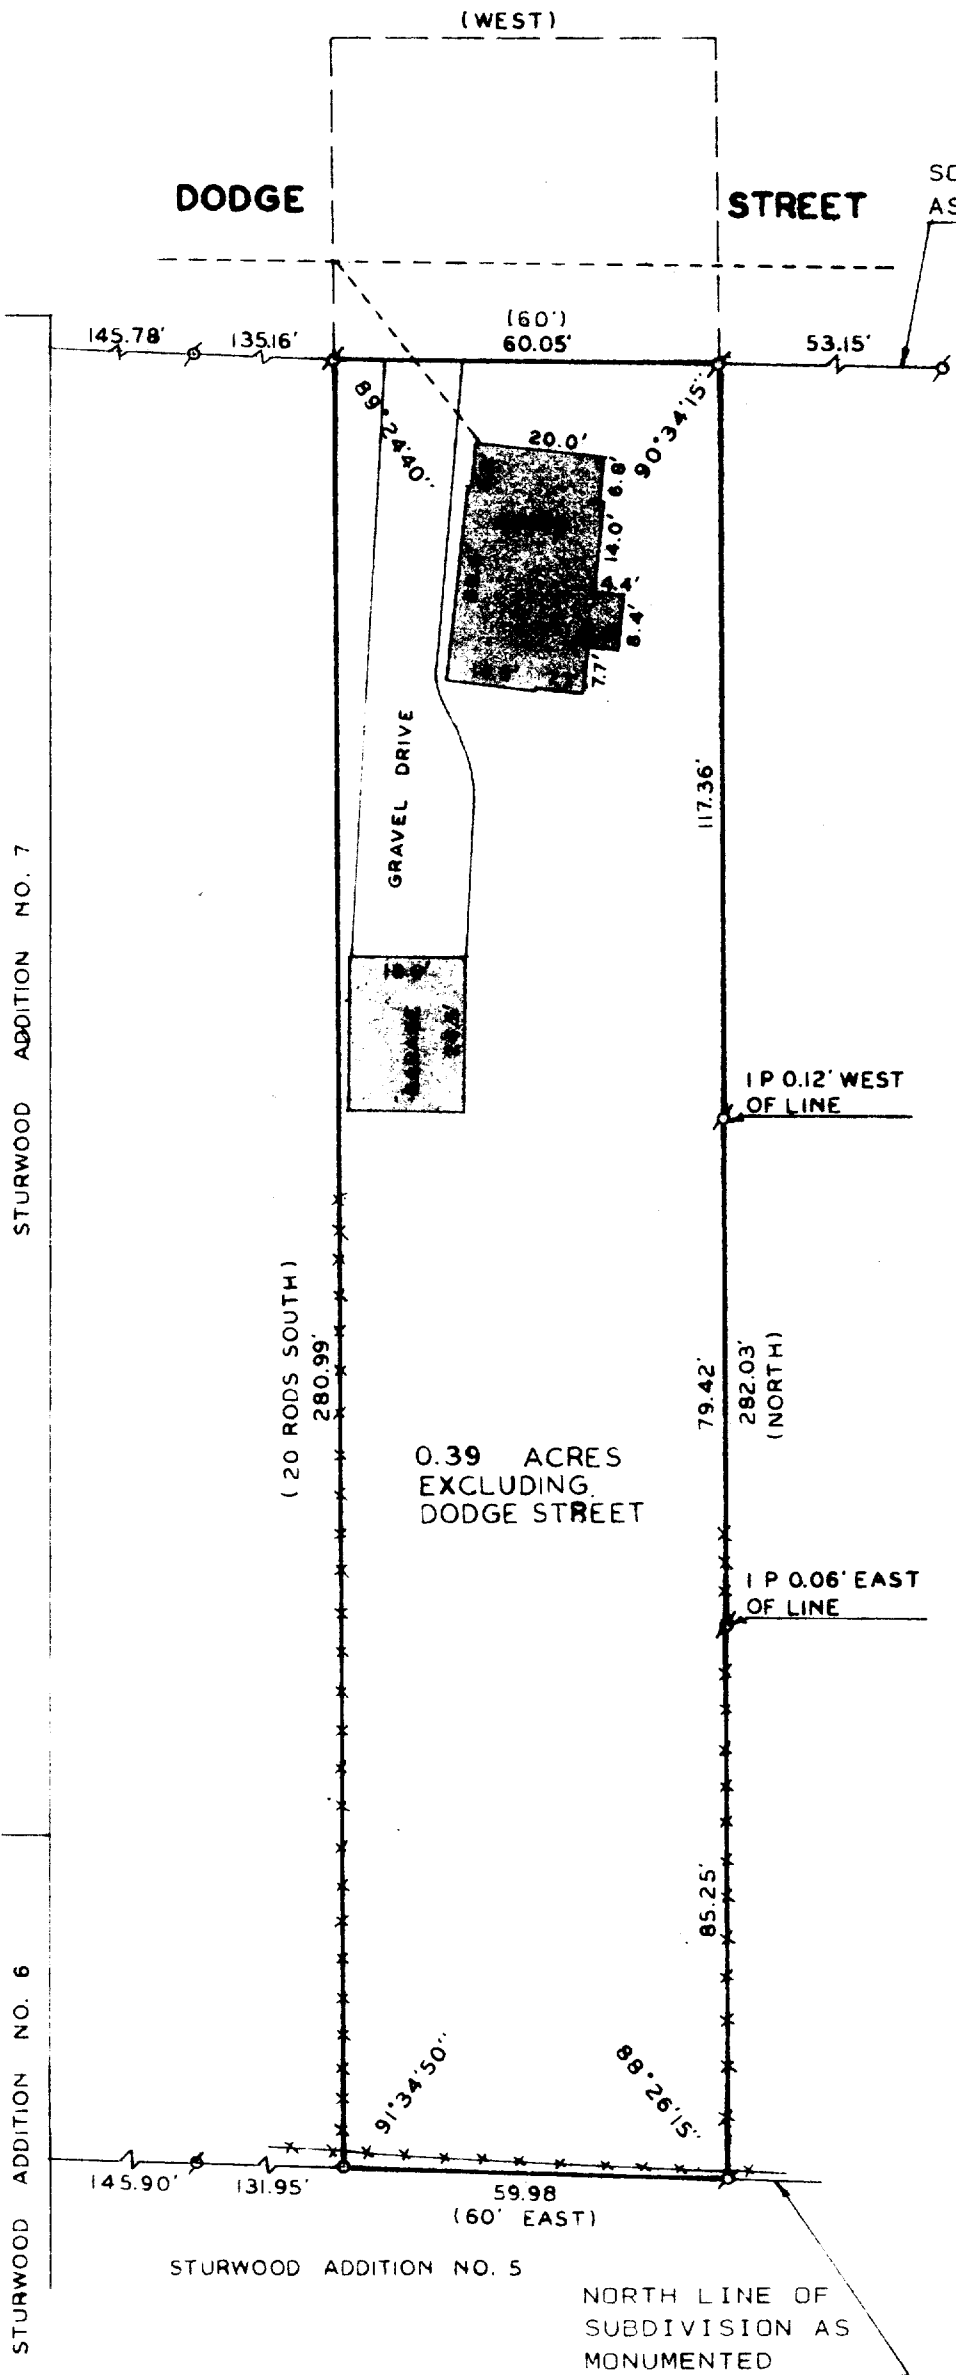 (WEST)
DODGE STREET
AS
145.78' 135.16' (60') 53.15'
60.05'
89°24'40"
90°34'15"
20.0'
6.8'
14.0'
4.4'
8.4'
7.7'
GRAVEL DRIVE
117.36'
GARAGE
STURWOOD ADDITION NO. 7
I P 0.12' WEST
OF LINE
(20 RODS SOUTH)
280.99'
79.42'
282.03'
(NORTH)
0.39 ACRES
EXCLUDING
DODGE STREET
I P 0.06' EAST
OF LINE
85.25'
91°34'50"
88°26'15"
STURWOOD ADDITION NO. 6
145.90' 131.95' 59.98
(60' EAST)
STURWOOD ADDITION NO. 5
NORTH LINE OF
SUBDIVISION AS
MONUMENTED